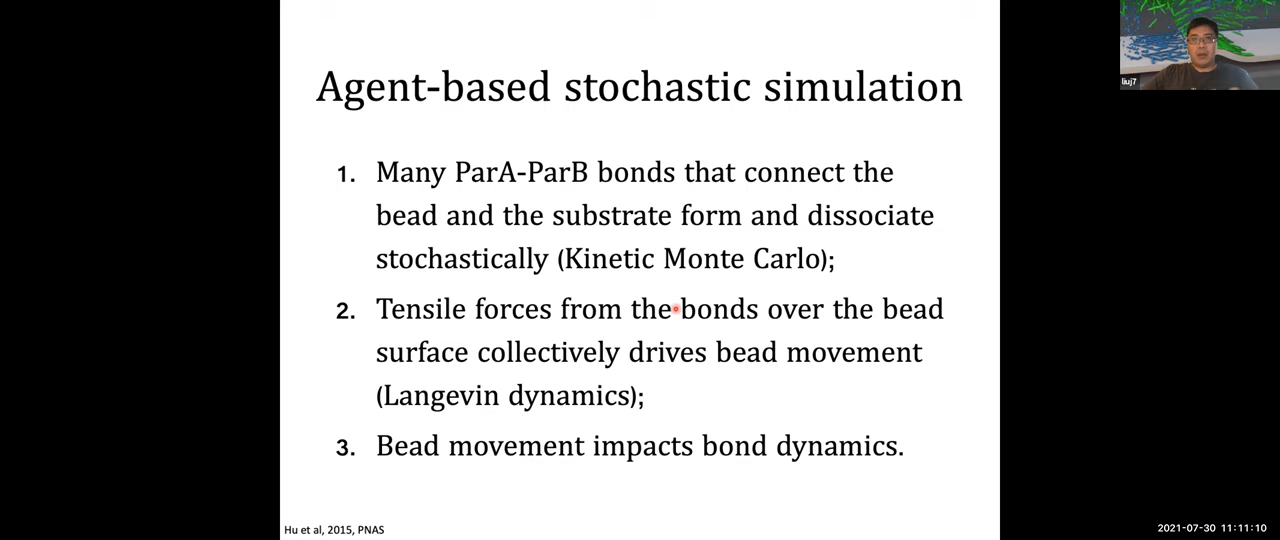 Agent-based stochastic simulation
1. Many ParA-ParB bonds that connect the
bead and the substrate form and dissociate
stochastically (Kinetic Monte Carlo);
2. Tensile forces from the bonds over the bead
surface collectively drives bead movement
(Langevin dynamics);
3. Bead movement impacts bond dynamics.
Hu et al, 2015, PNAS
liuj7
2021-07-30 11:11:10